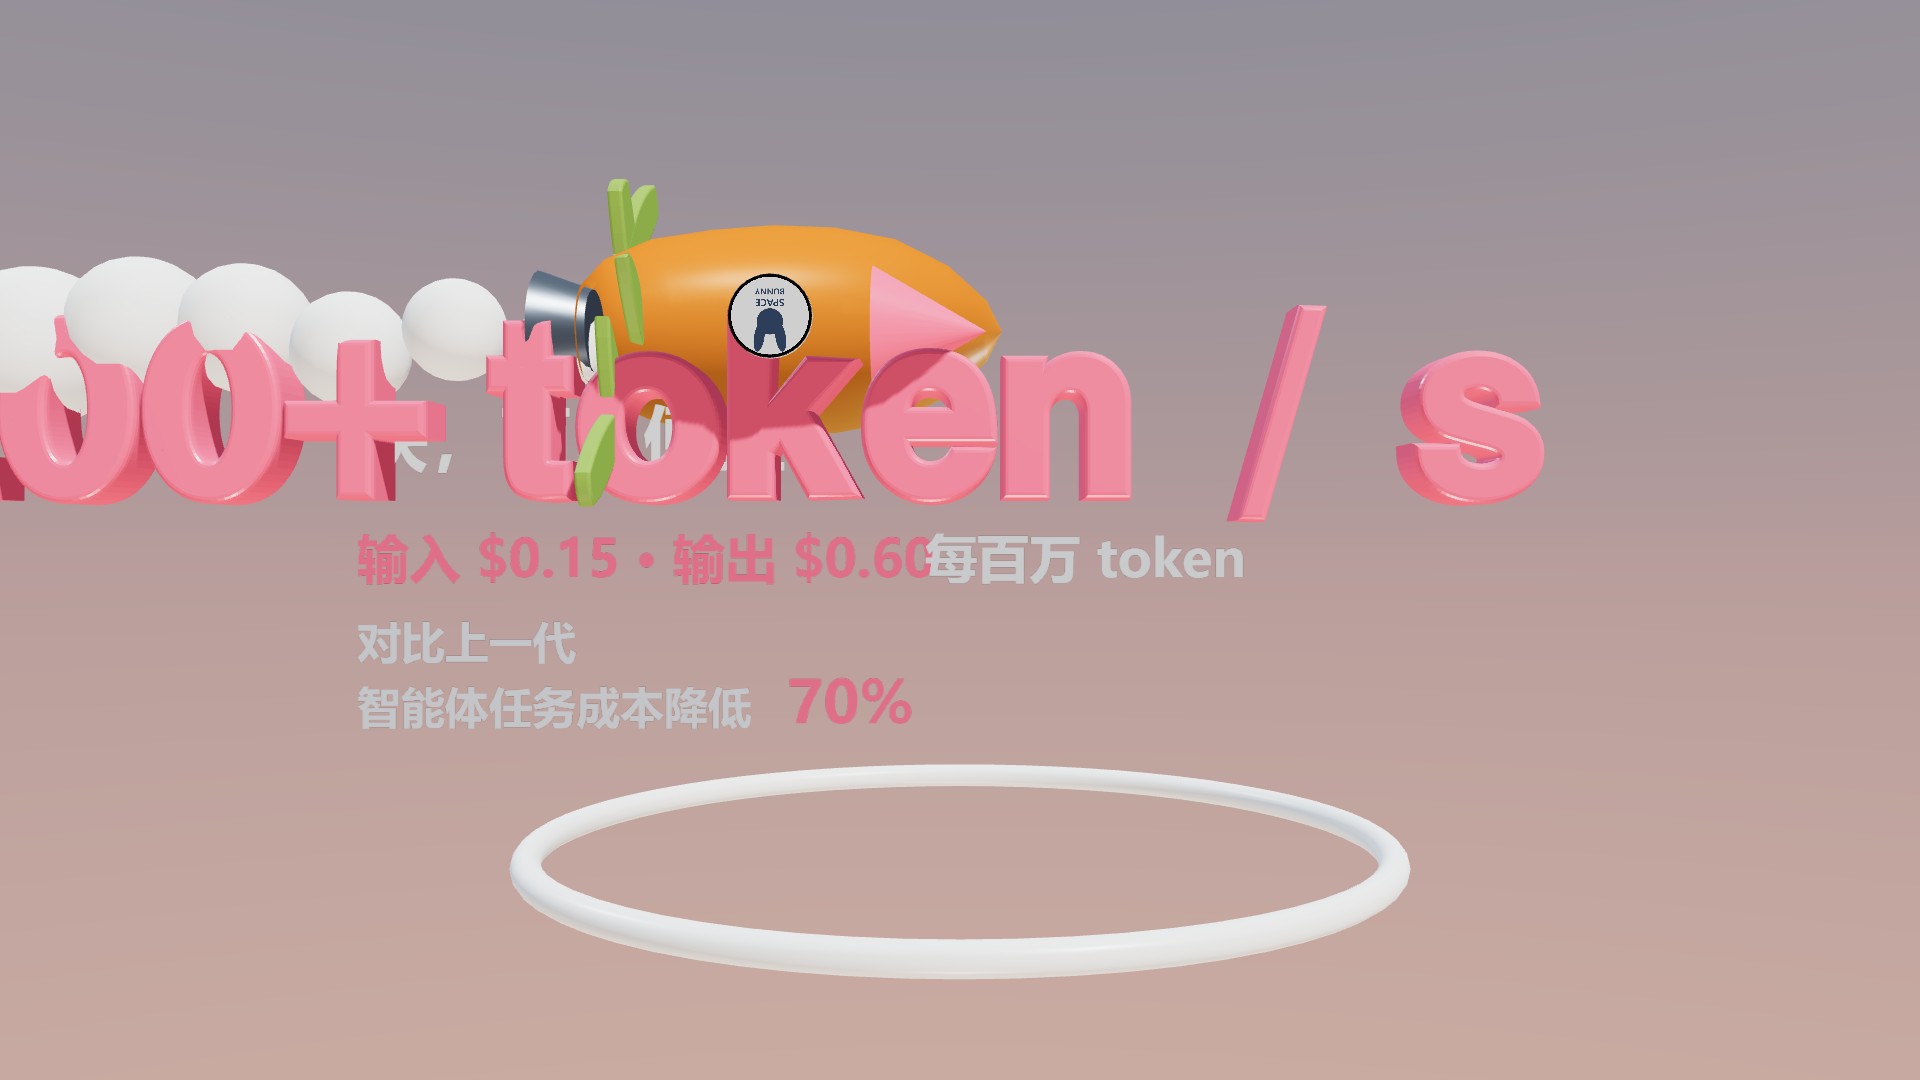 SPACE
BUNNY
00+ token / s
输入 $0.15 · 输出 $0.60每百万 token
对比上一代
智能体任务成本降低 70%